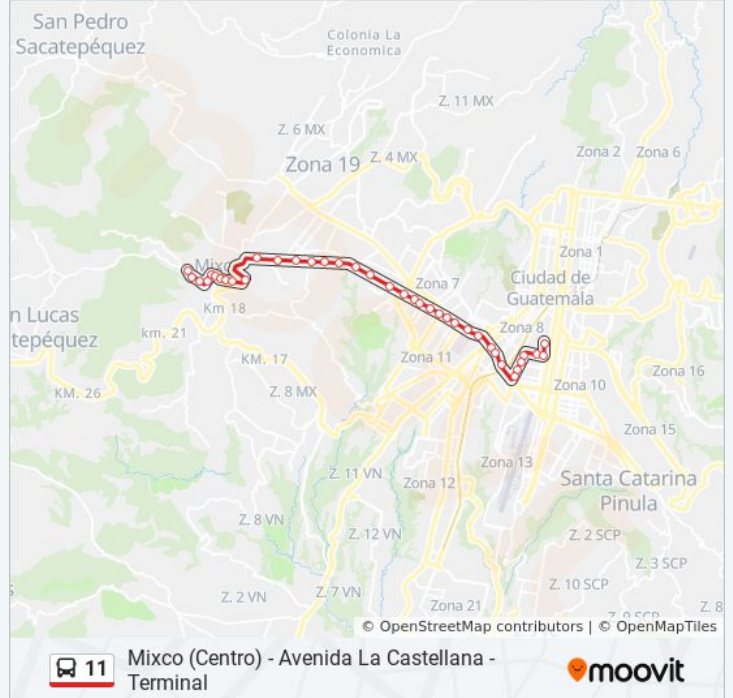 San Pedro
Sacatepéquez
Colonia La
Economica
Z. 11 MX
Z. 6 MX
Zona 19
Z. 4 MX
Zona 2
Zona 6
Zona 1
Mixc
Zona 7
Ciudad de
Guatemala
Km 18
n Lucas
tepéquez
km. 21
Zona 8
KM. 17
Zona 11
KM. 26
Z. 8 MX
Zona 10
Zona 16
Zona 15
Zona 13
Z. 11 VN
Zona 12
Santa Catarina
Pinula
Z. 8 VN
Z. 12 VN
Z. 2 SCP
Z. 3 SCP
Z. 7 VN
Z. 10 SCP
Z. 2 VN
Zona 21
Z. 8
© OpenStreetMap contributors | © OpenMapTiles
11
Mixco (Centro) - Avenida La Castellana -
Terminal
moovit